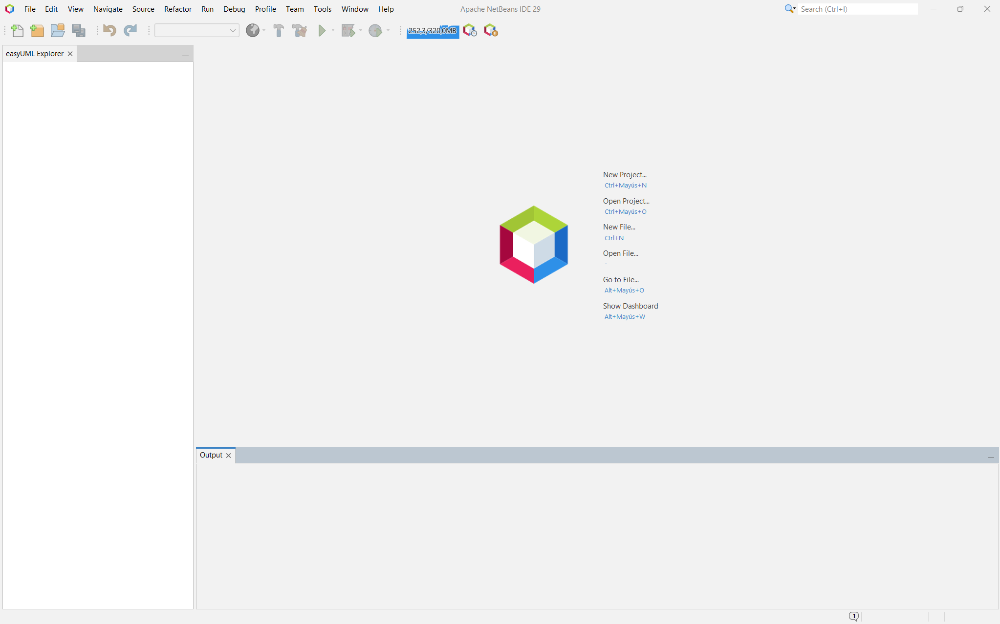 File Edit View Navigate Source Refactor Run Debug Profile Team Tools Window Help
Apache NetBeans IDE 29
Search (Ctrl+I)
252,3/320,0MB
easyUML Explorer
New Project...
Ctrl+Mayús+N
Open Project...
Ctrl+Mayús+O
New File...
Ctrl+N
Open File...
-
Go to File...
Alt+Mayús+O
Show Dashboard
Alt+Mayús+W
Output
1